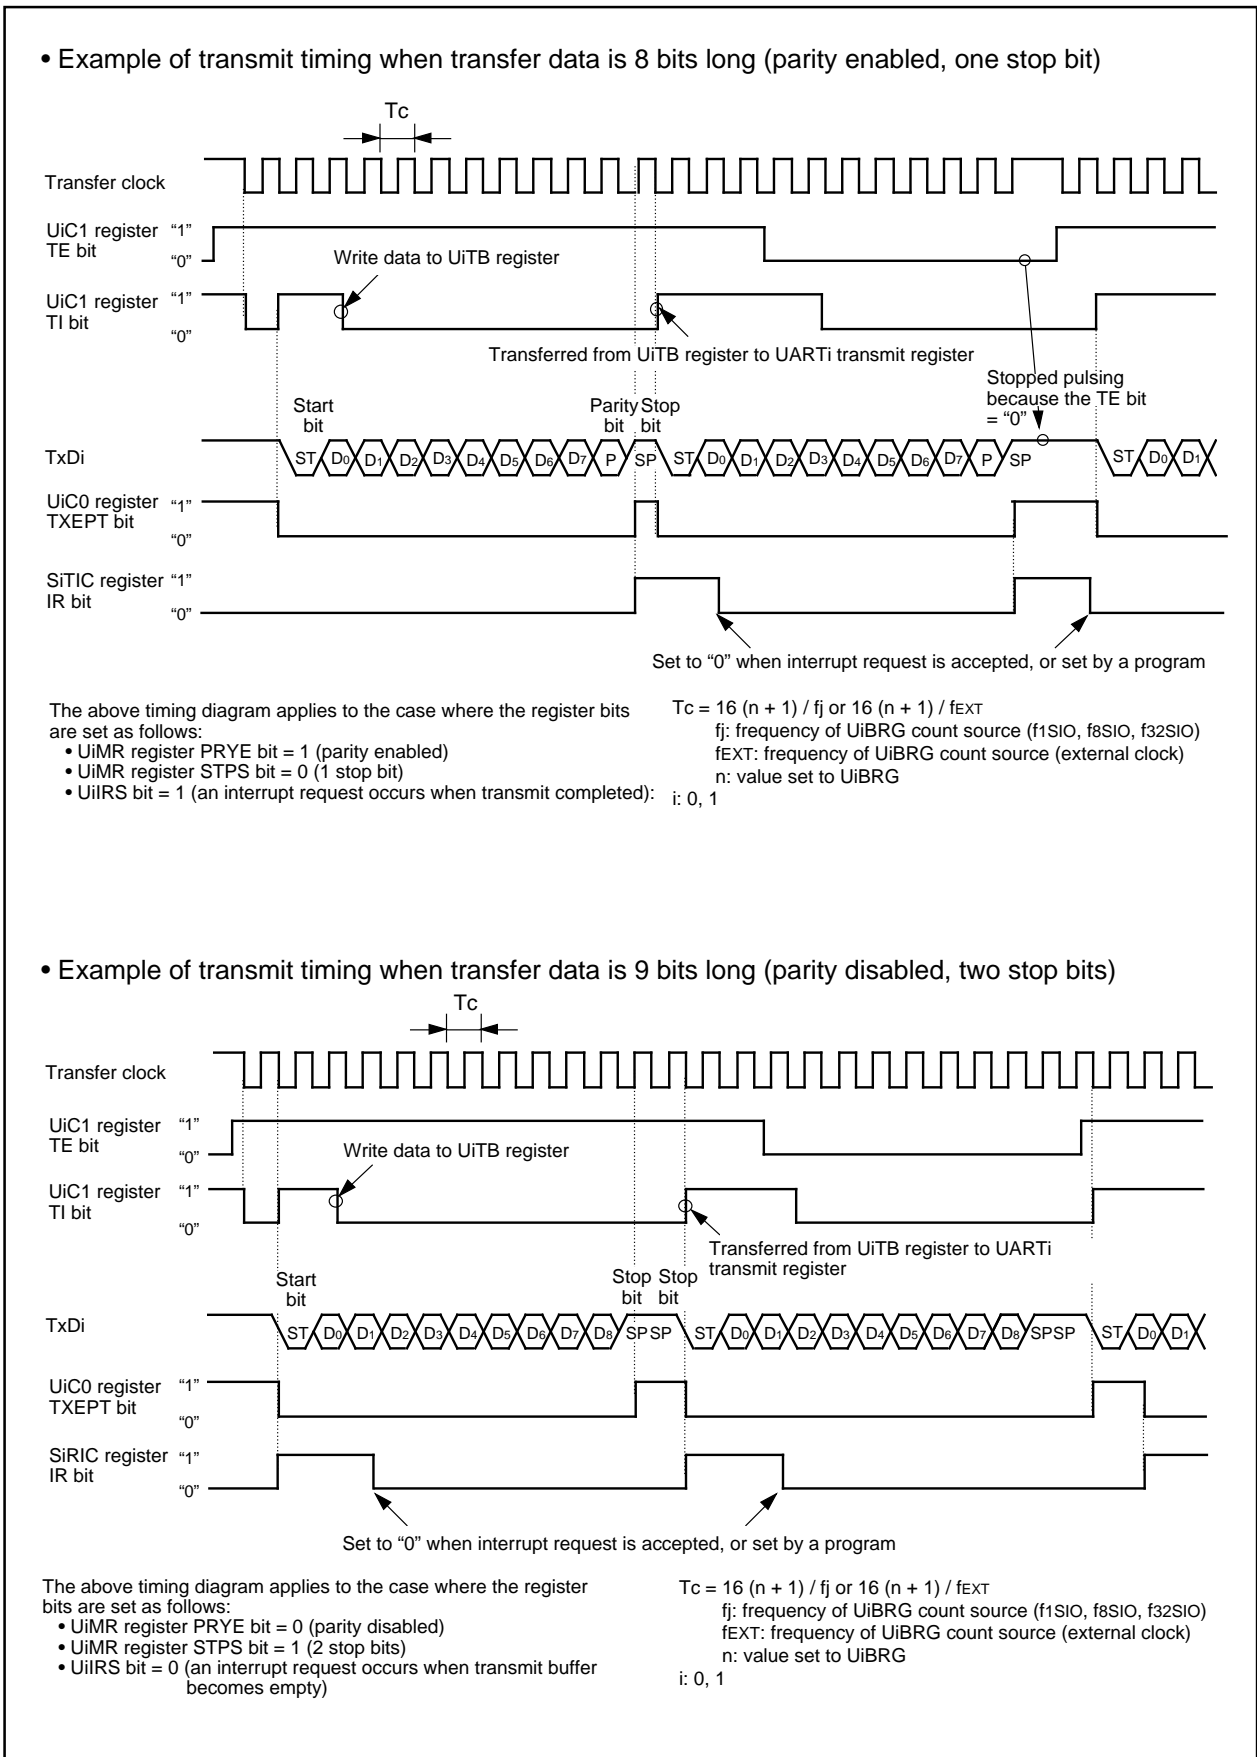 • Example of transmit timing when transfer data is 8 bits long (parity enabled, one stop bit)
Tc
Transfer clock
UiC1 register "1"
TE bit
"0"
Write data to UiTB register
UiC1 register "1"
TI bit
"0"
Transferred from UiTB register to UARTi transmit register
Stopped pulsing
because the TE bit
= "0"
Start
bit
Parity
bit
Stop
bit
TxDi
ST D0 D1 D2 D3 D4 D5 D6 D7 P SP ST D0 D1 D2 D3 D4 D5 D6 D7 P SP ST D0 D1
UiC0 register "1"
TXEPT bit
"0"
SiTIC register "1"
IR bit
"0"
Set to "0" when interrupt request is accepted, or set by a program
The above timing diagram applies to the case where the register bits
are set as follows:
• UiMR register PRYE bit = 1 (parity enabled)
• UiMR register STPS bit = 0 (1 stop bit)
• UiIRS bit = 1 (an interrupt request occurs when transmit completed):
Tc = 16 (n + 1) / fj or 16 (n + 1) / fEXT
fj: frequency of UiBRG count source (f1SIO, f8SIO, f32SIO)
fEXT: frequency of UiBRG count source (external clock)
n: value set to UiBRG
i: 0, 1
• Example of transmit timing when transfer data is 9 bits long (parity disabled, two stop bits)
Tc
Transfer clock
UiC1 register "1"
TE bit
"0"
Write data to UiTB register
UiC1 register "1"
TI bit
"0"
Transferred from UiTB register to UARTi
transmit register
Start
bit
Stop
bit
Stop
bit
TxDi
ST D0 D1 D2 D3 D4 D5 D6 D7 D8 SP SP ST D0 D1 D2 D3 D4 D5 D6 D7 D8 SPSP ST D0 D1
UiC0 register "1"
TXEPT bit
"0"
SiRIC register "1"
IR bit
"0"
Set to "0" when interrupt request is accepted, or set by a program
The above timing diagram applies to the case where the register
bits are set as follows:
• UiMR register PRYE bit = 0 (parity disabled)
• UiMR register STPS bit = 1 (2 stop bits)
• UiIRS bit = 0 (an interrupt request occurs when transmit buffer
becomes empty)
Tc = 16 (n + 1) / fj or 16 (n + 1) / fEXT
fj: frequency of UiBRG count source (f1SIO, f8SIO, f32SIO)
fEXT: frequency of UiBRG count source (external clock)
n: value set to UiBRG
i: 0, 1